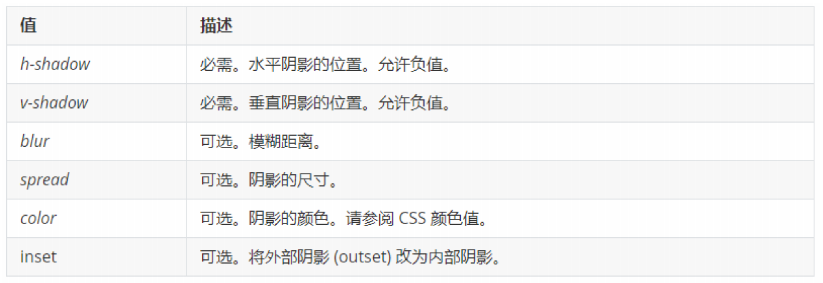 值 描述
h-shadow 必需。水平阴影的位置。允许负值。
v-shadow 必需。垂直阴影的位置。允许负值。
blur 可选。模糊距离。
spread 可选。阴影的尺寸。
color 可选。阴影的颜色。请参阅 CSS 颜色值。
inset 可选。将外部阴影 (outset) 改为内部阴影。